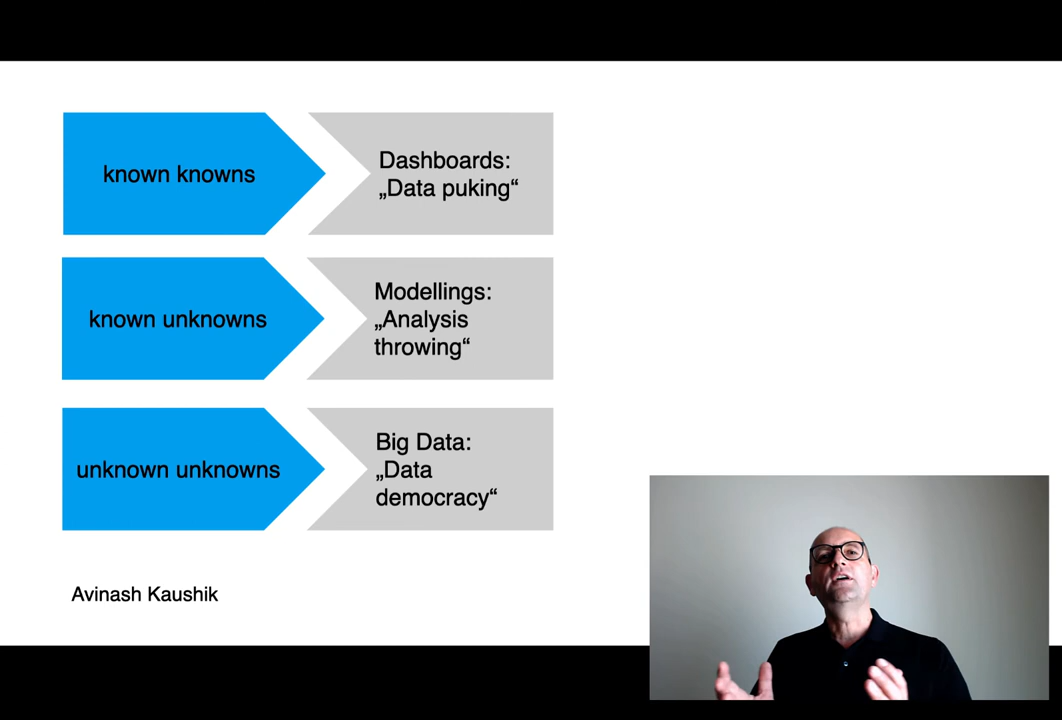 known knowns
Dashboards:
„Data puking“
known unknowns
Modellings:
„Analysis
throwing“
unknown unknowns
Big Data:
„Data
democracy“
Avinash Kaushik